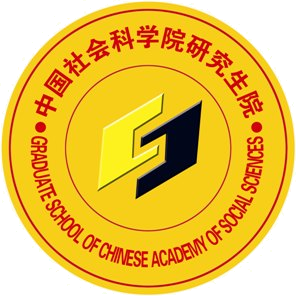 中国社会科学院研究生院
GRADUATE SCHOOL OF CHINESE ACADEMY OF SOCIAL SCIENCES